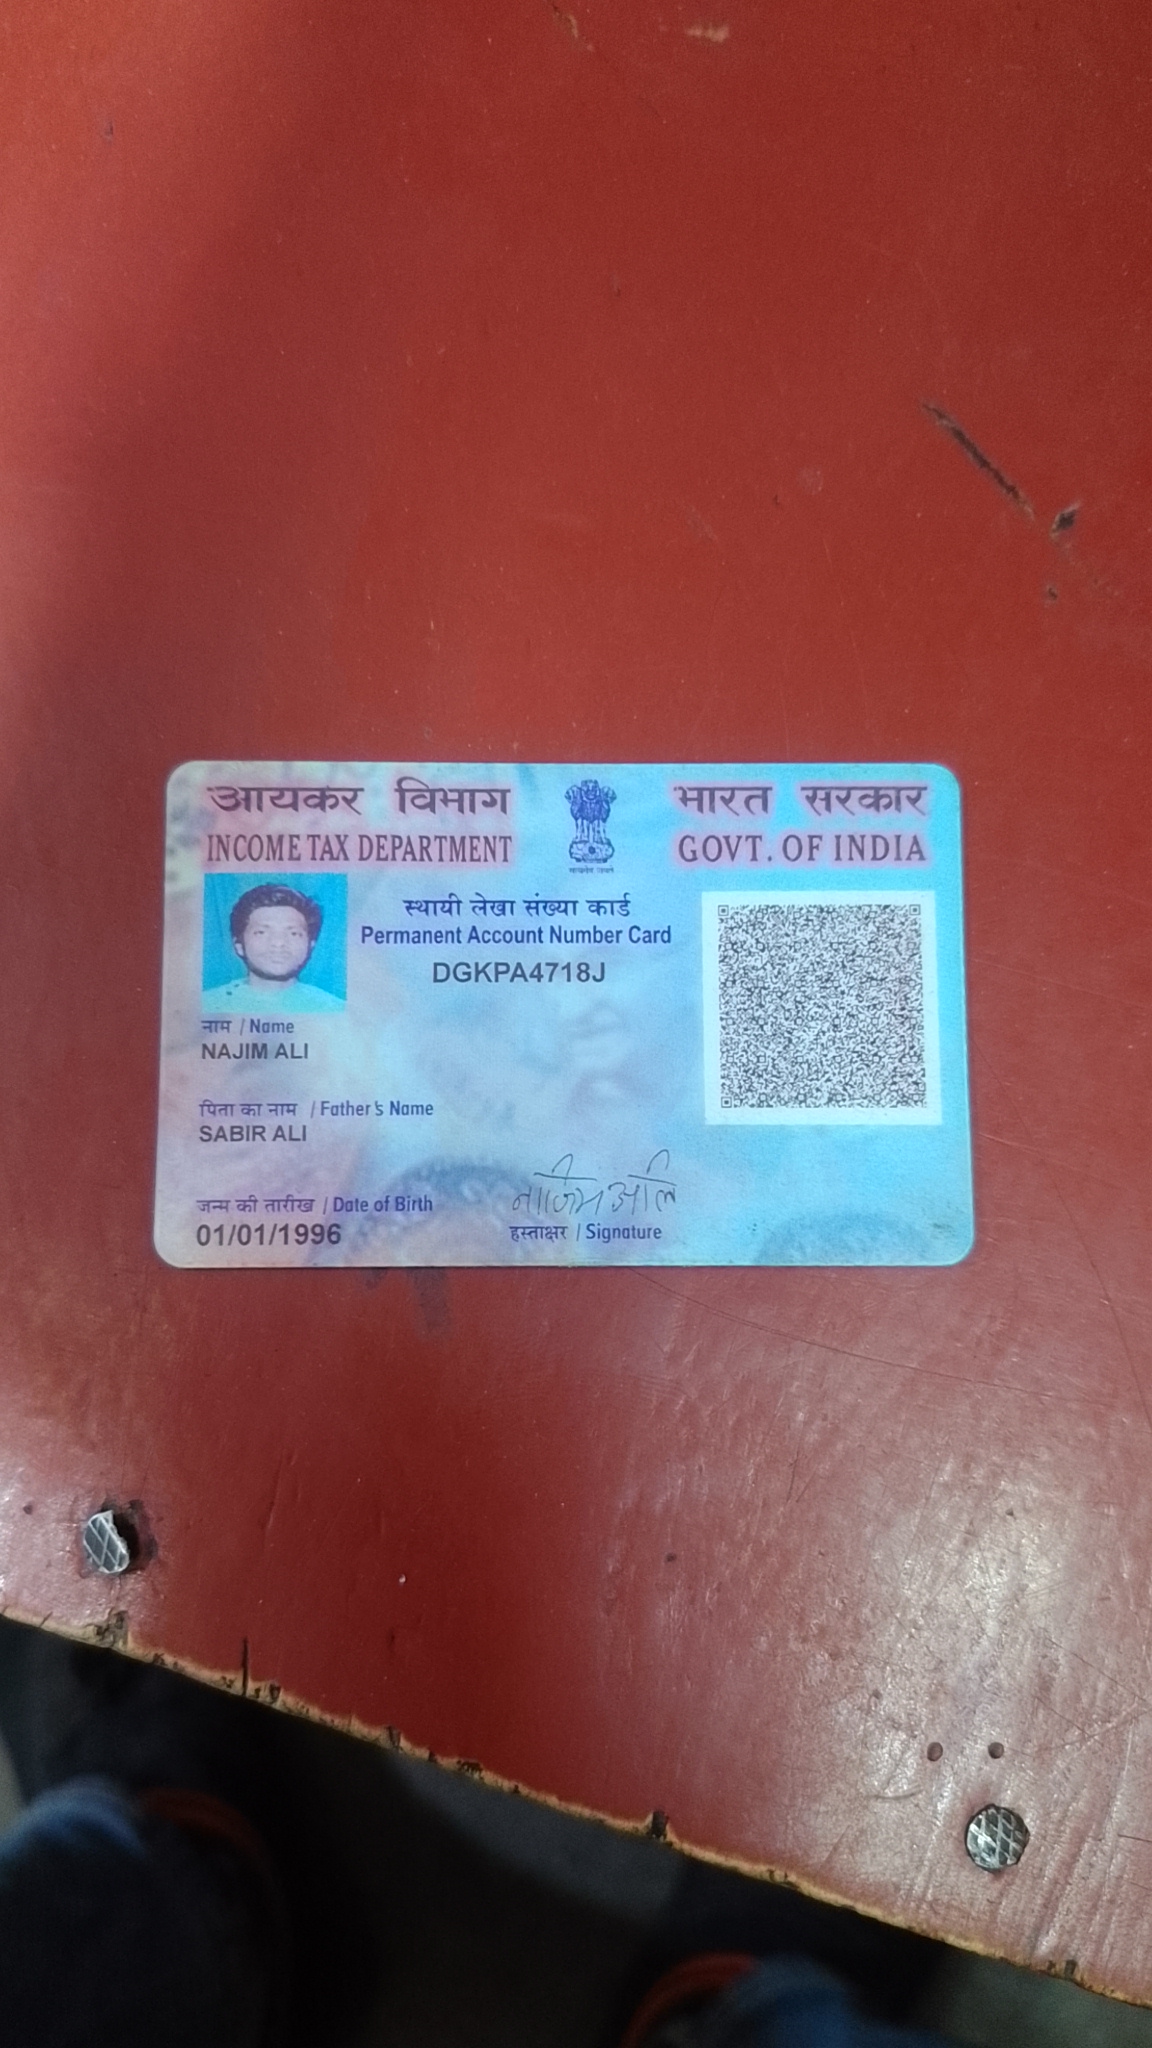 आयकर विभाग
INCOME TAX DEPARTMENT
भारत सरकार
GOVT. OF INDIA
स्थायी लेखा संख्या कार्ड
Permanent Account Number Card
DGKPA4718J
नाम / Name
NAJIM ALI
पिता का नाम / Father's Name
SABIR ALI
जन्म की तारीख / Date of Birth
01/01/1996
नाजिम अलि
हस्ताक्षर / Signature